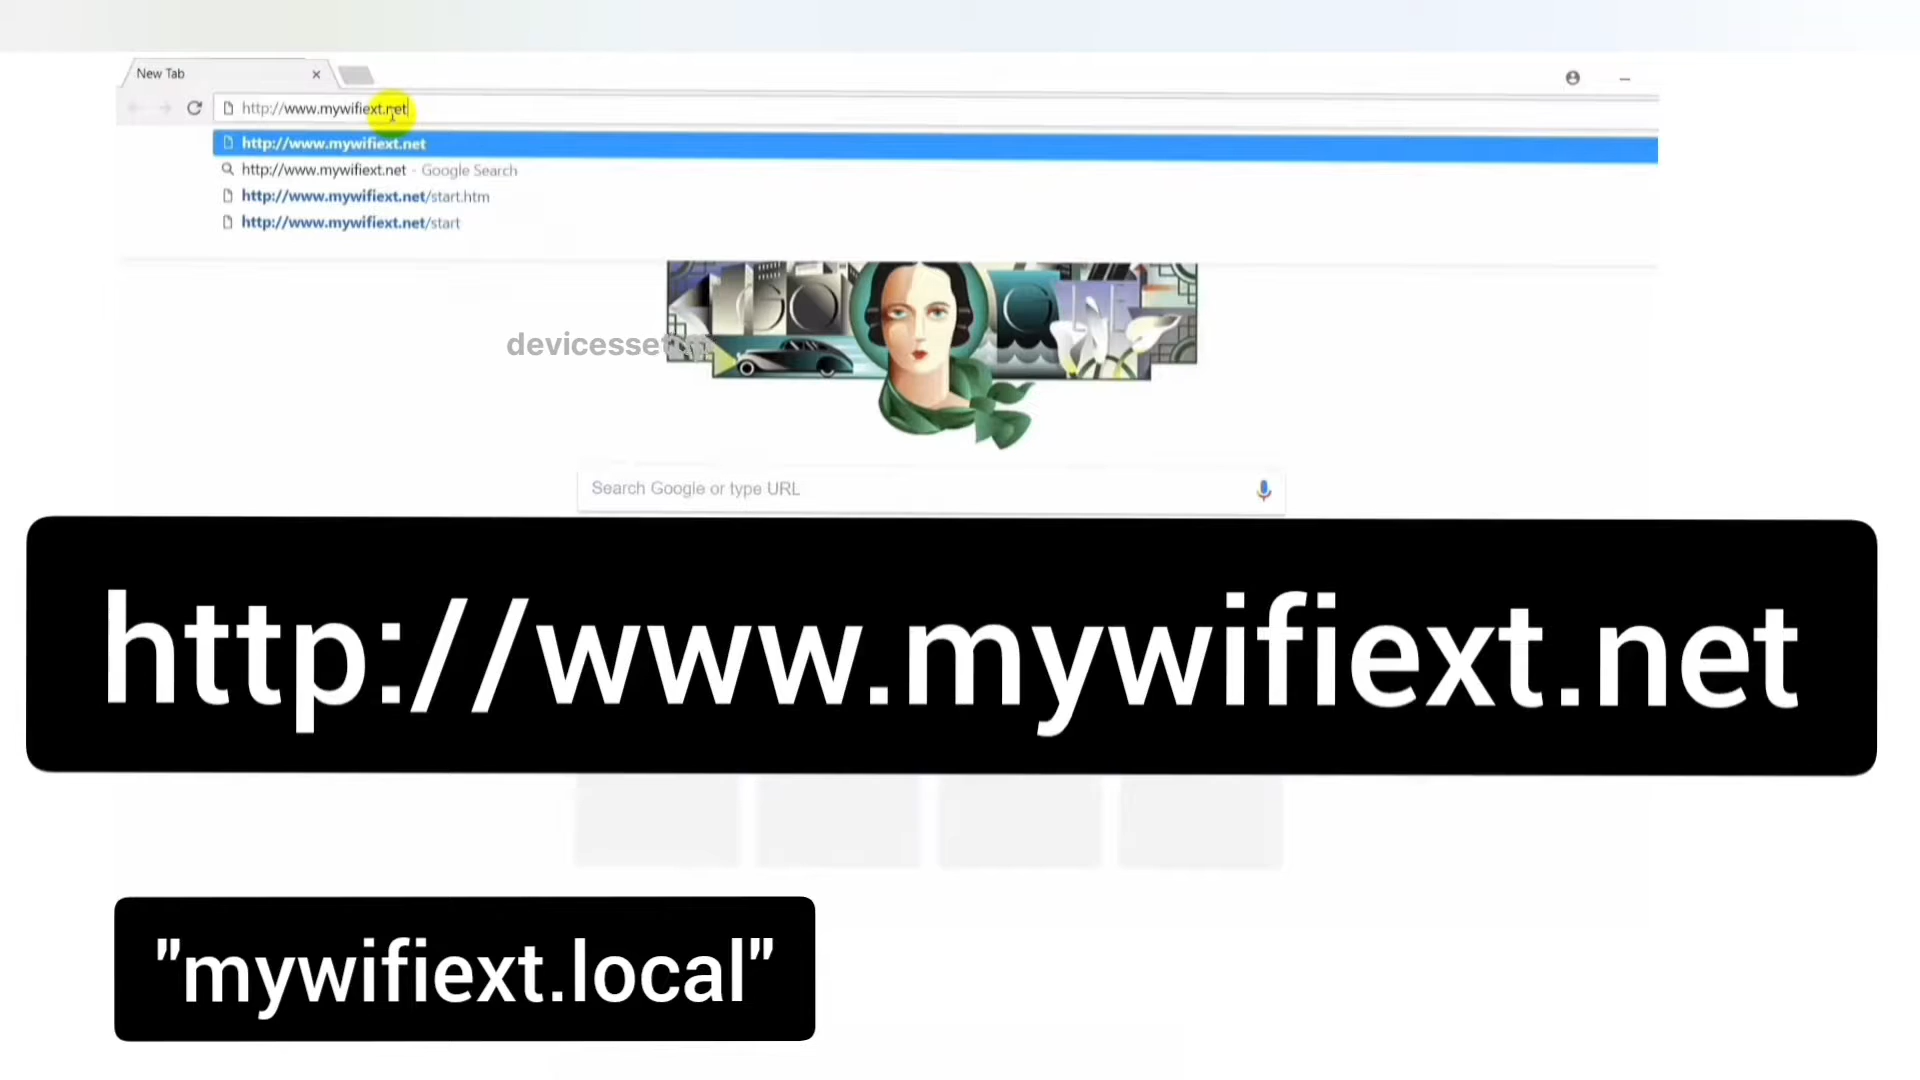 New Tab
http://www.mywifiext.net
http://www.mywifiext.net
http://www.mywifiext.net - Google Search
http://www.mywifiext.net/start.htm
http://www.mywifiext.net/start
Search Google or type URL
http://www.mywifiext.net
"mywifiext.local"